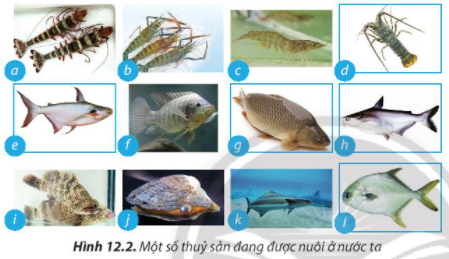 a b c d
e f g h
i j k l
Hình 12.2. Một số thuỷ sản đang được nuôi ở nước ta